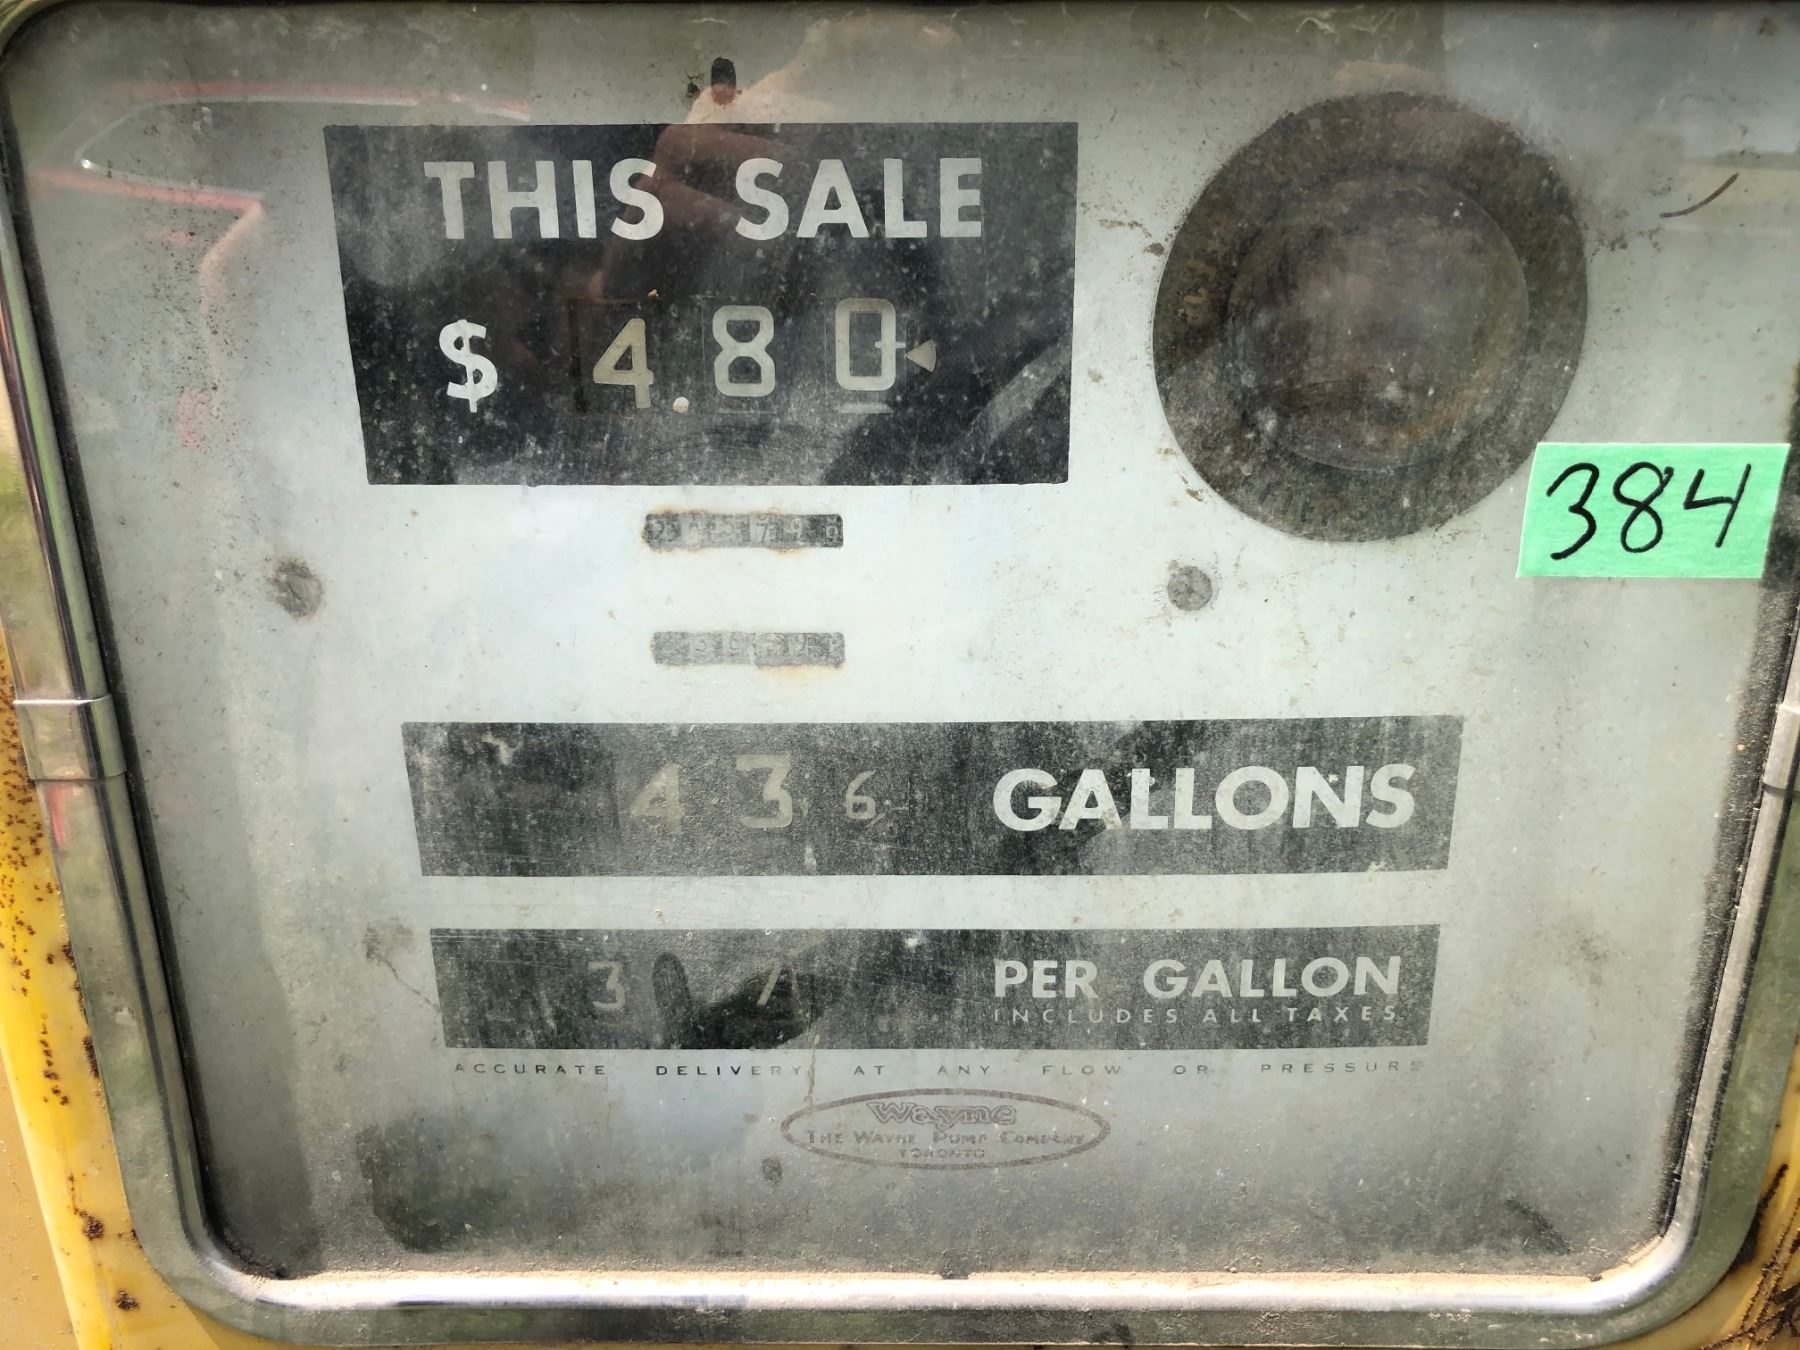 THIS SALE
$ 4.80
384
GALLONS
4 3 6
3 7
PER GALLON
INCLUDES ALL TAXES
ACCURATE DELIVERY AT ANY FLOW OR PRESSURE
Wayne
THE WAYNE PUMP COMPANY
TORONTO